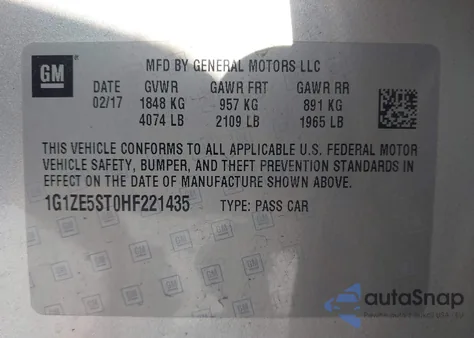 GM
MFD BY GENERAL MOTORS LLC
DATE GVWR GAWR FRT GAWR RR
02/17 1848 KG 957 KG 891 KG
4074 LB 2109 LB 1965 LB
THIS VEHICLE CONFORMS TO ALL APPLICABLE U.S. FEDERAL MOTOR
VEHICLE SAFETY, BUMPER, AND THEFT PREVENTION STANDARDS IN
EFFECT ON THE DATE OF MANUFACTURE SHOWN ABOVE.
1G1ZE5ST0HF221435 TYPE: PASS CAR
autoSnap